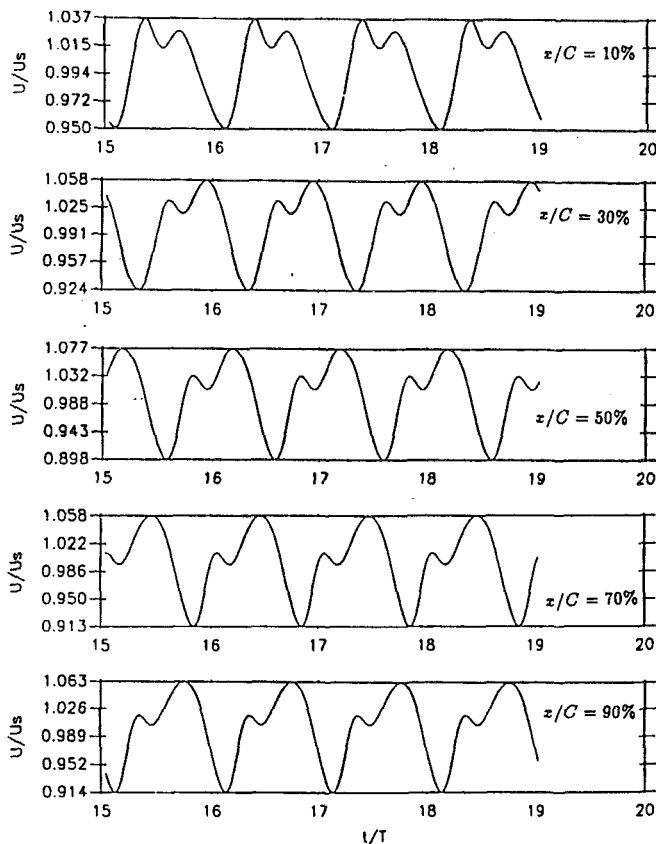 1.037
1.015
0.994
0.972
0.950
U/Us
x/C = 10%
15 16 17 18 19 20
1.058
1.025
0.991
0.957
0.924
U/Us
x/C = 30%
15 16 17 18 19 20
1.077
1.032
0.988
0.943
0.898
U/Us
x/C = 50%
15 16 17 18 19 20
1.058
1.022
0.986
0.950
0.913
U/Us
x/C = 70%
15 16 17 18 19 20
1.063
1.026
0.989
0.952
0.914
U/Us
x/C = 90%
15 16 17 18 19 20
t/T